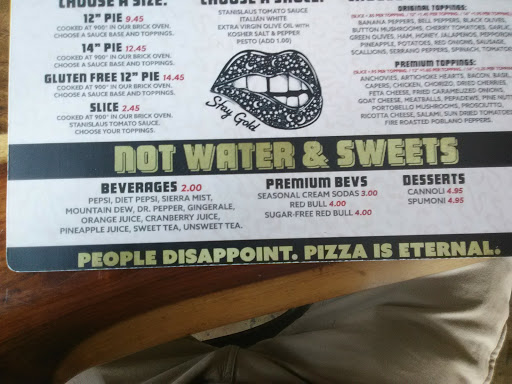 CHOOSE A SIZE:
12" PIE 9.45
COOKED AT 900° IN OUR BRICK OVEN.
CHOOSE A SAUCE BASE AND TOPPINGS.
14" PIE 12.45
COOKED AT 900° IN OUR BRICK OVEN.
CHOOSE A SAUCE BASE AND TOPPINGS.
GLUTEN FREE 12" PIE 14.45
COOKED AT 900° IN OUR BRICK OVEN.
CHOOSE A SAUCE BASE AND TOPPINGS.
SLICE 2.45
COOKED AT 900° IN OUR BRICK OVEN.
STANISLAUS TOMATO SAUCE.
CHOOSE YOUR TOPPINGS.
CHOOSE A SAUCE:
STANISLAUS TOMATO SAUCE
ITALIAN WHITE
EXTRA VIRGIN OLIVE OIL WITH
KOSHER SALT & PEPPER
PESTO (ADD 1.00)
Stay Gold
ORIGINAL TOPPINGS:
BANANA PEPPERS, BELL PEPPERS, BLACK OLIVES,
BUTTON MUSHROOMS, CHERRY TOMATOES, GARLIC,
GREEN OLIVES, HAM, HONEY, JALAPENOS, PEPPERONI,
PINEAPPLE, POTATOES, RED ONIONS, SAUSAGE,
SCALLIONS, SERRANO PEPPERS, SPINACH, TOMATOES
PREMIUM TOPPINGS:
ANCHOVIES, ARTICHOKE HEARTS, BACON, BASIL,
CAPERS, CHICKEN, CHORIZO, DRIED CHERRIES,
FETA CHEESE, FRIED CARAMELIZED ONIONS,
GOAT CHEESE, MEATBALLS, PEPADEWS, PINE NUTS
PORTOBELLO MUSHROOMS, PROSCIUTTO,
RICOTTA CHEESE, SALAMI, SUN DRIED TOMATOES
FIRE ROASTED POBLANO PEPPERS.
NOT WATER & SWEETS
BEVERAGES 2.00
PEPSI, DIET PEPSI, SIERRA MIST,
MOUNTAIN DEW, DR. PEPPER, GINGERALE,
ORANGE JUICE, CRANBERRY JUICE,
PINEAPPLE JUICE, SWEET TEA, UNSWEET TEA.
PREMIUM BEVS
SEASONAL CREAM SODAS 3.00
RED BULL 4.00
SUGAR-FREE RED BULL 4.00
DESSERTS
CANNOLI 4.95
SPUMONI 4.95
PEOPLE DISAPPOINT. PIZZA IS ETERNAL.